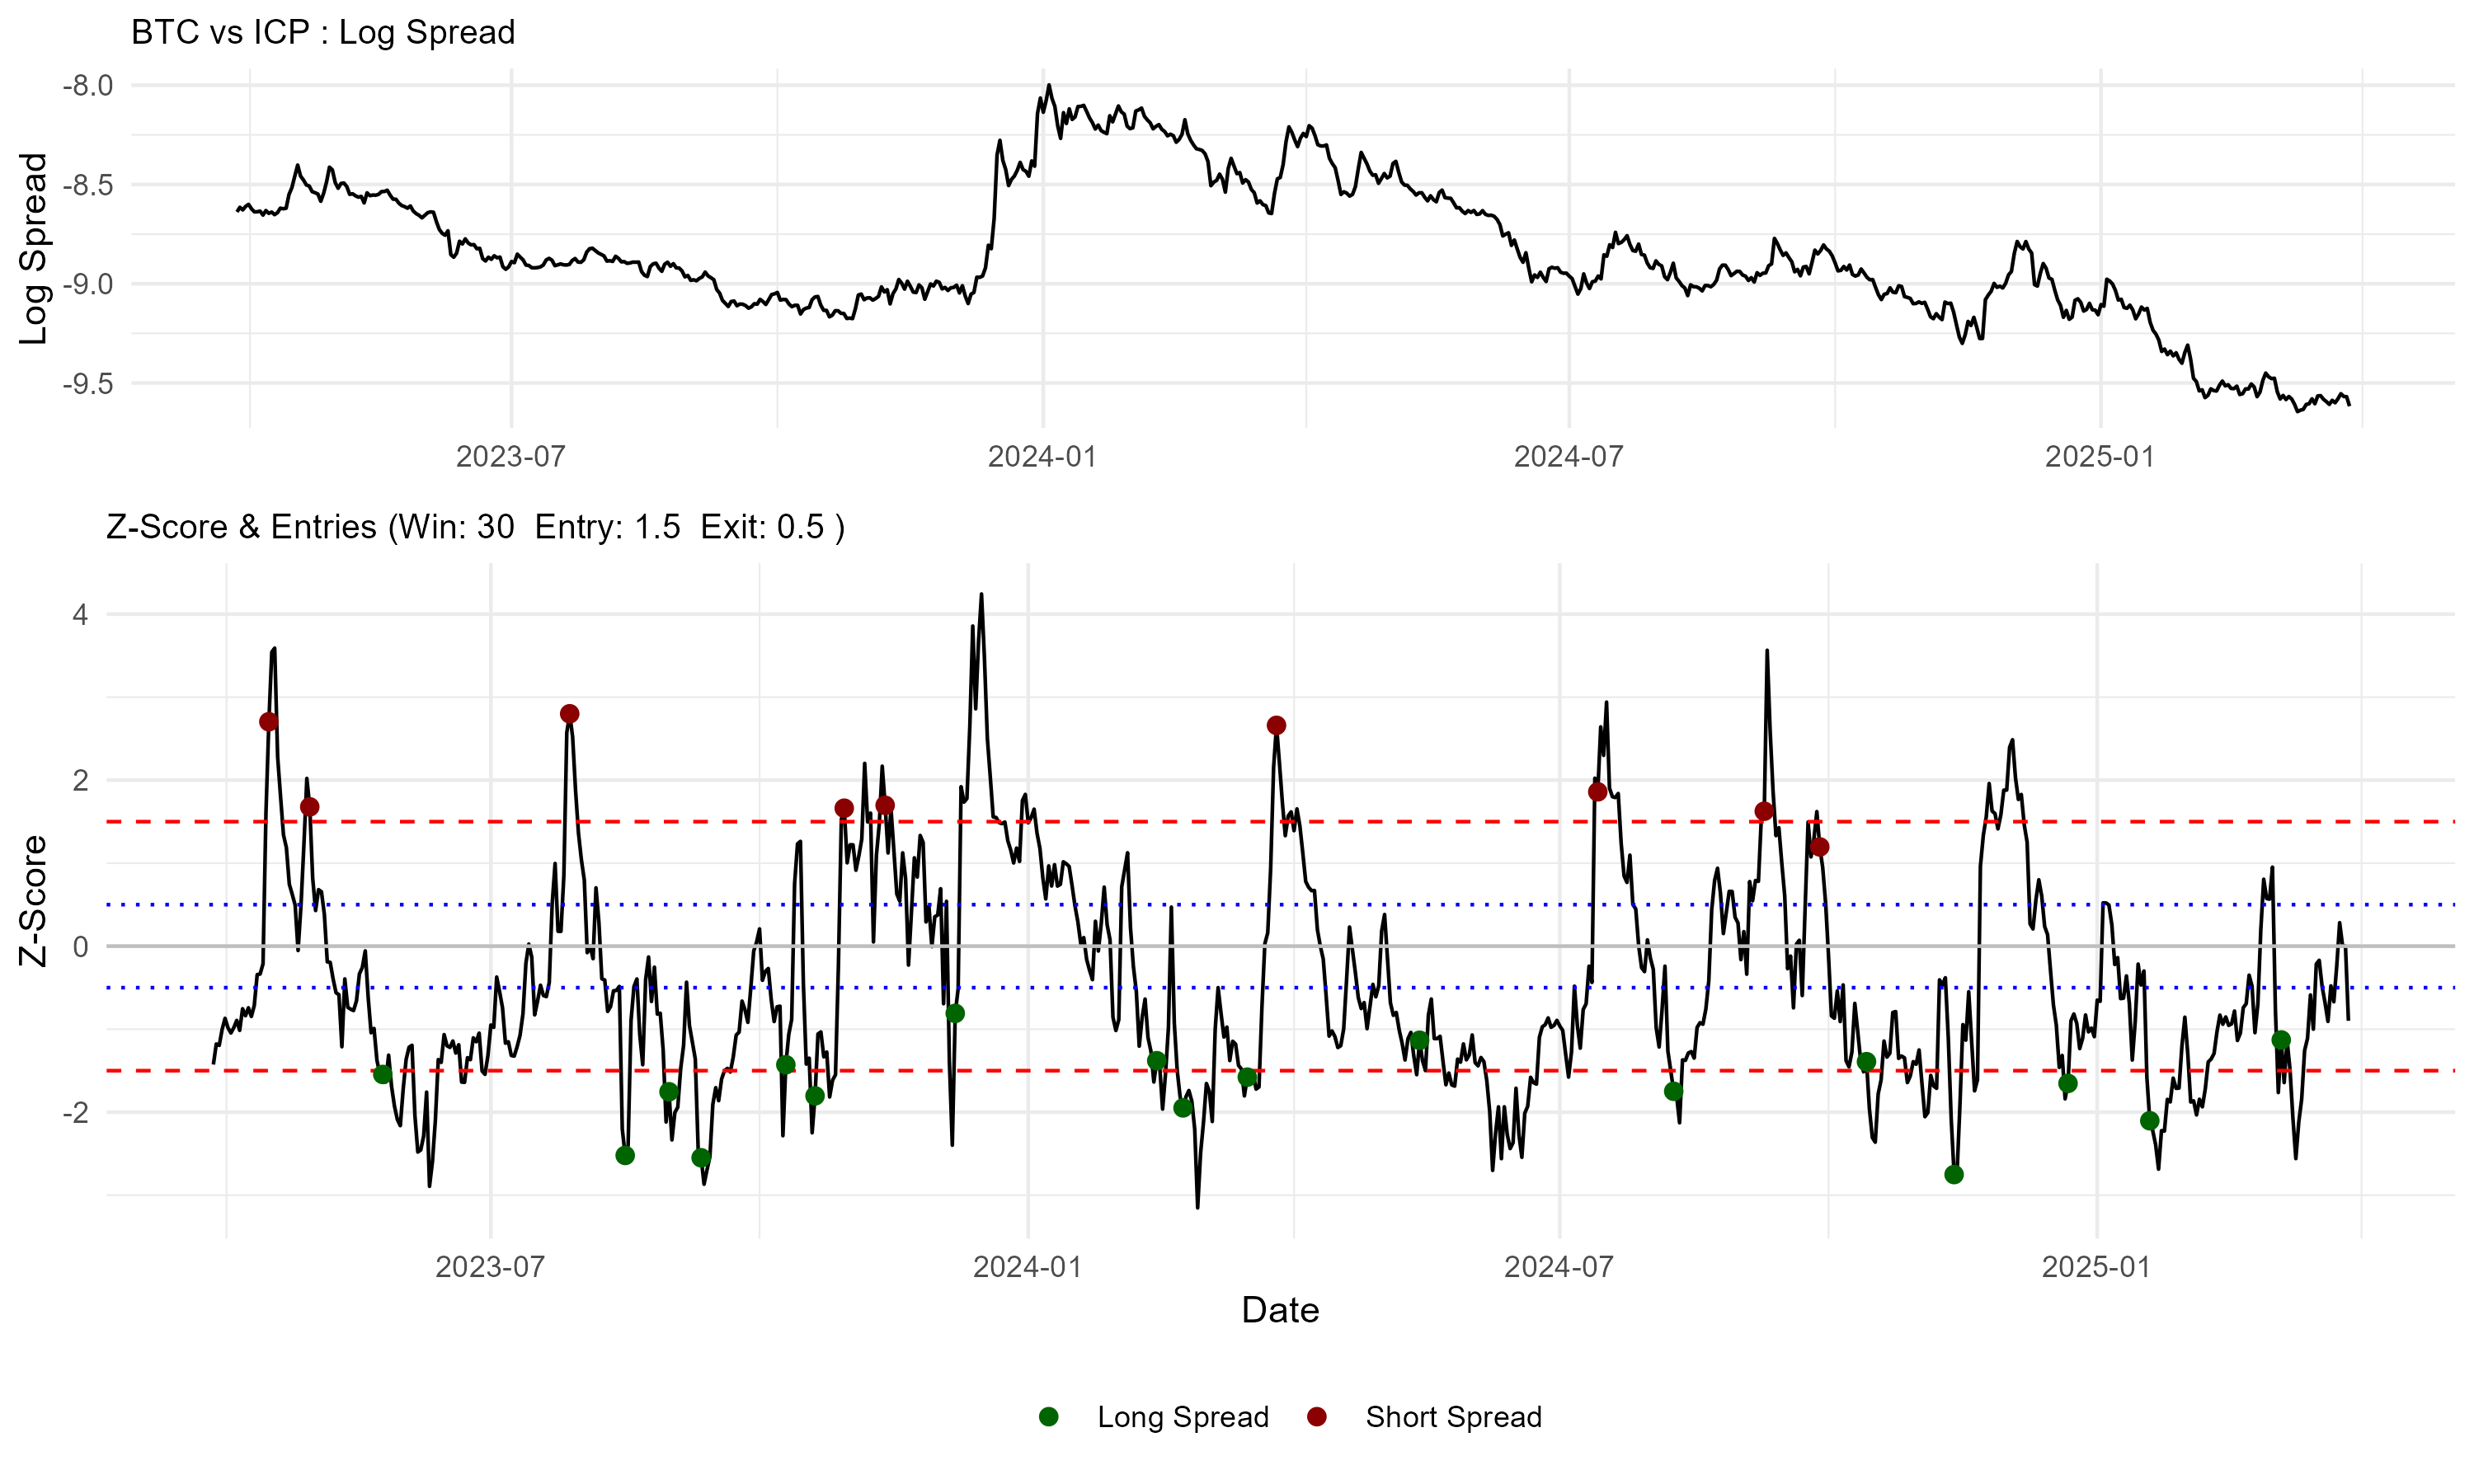 BTC vs ICP : Log Spread
Log Spread
-8.0
-8.5
-9.0
-9.5
2023-07 2024-01 2024-07 2025-01
Z-Score & Entries (Win: 30  Entry: 1.5  Exit: 0.5 )
Z-Score
4
2
0
-2
2023-07 2024-01 2024-07 2025-01
Date
Long Spread Short Spread